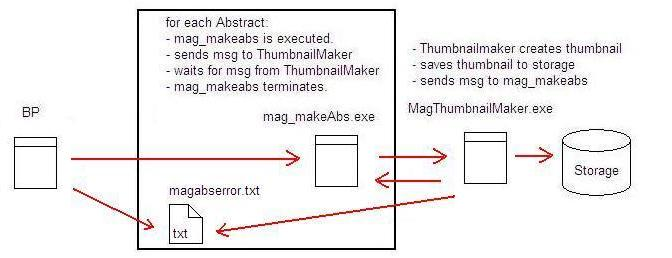 for each Abstract:
- mag_makeabs is executed.
- sends msg to ThumbnailMaker
- waits for msg from ThumbnailMaker
- mag_makeabs terminates.
- Thumbnailmaker creates thumbnail
- saves thumbnail to storage
- sends msg to mag_makeabs
BP
mag_makeAbs.exe
MagThumbnailMaker.exe
Storage
magabserror.txt
txt